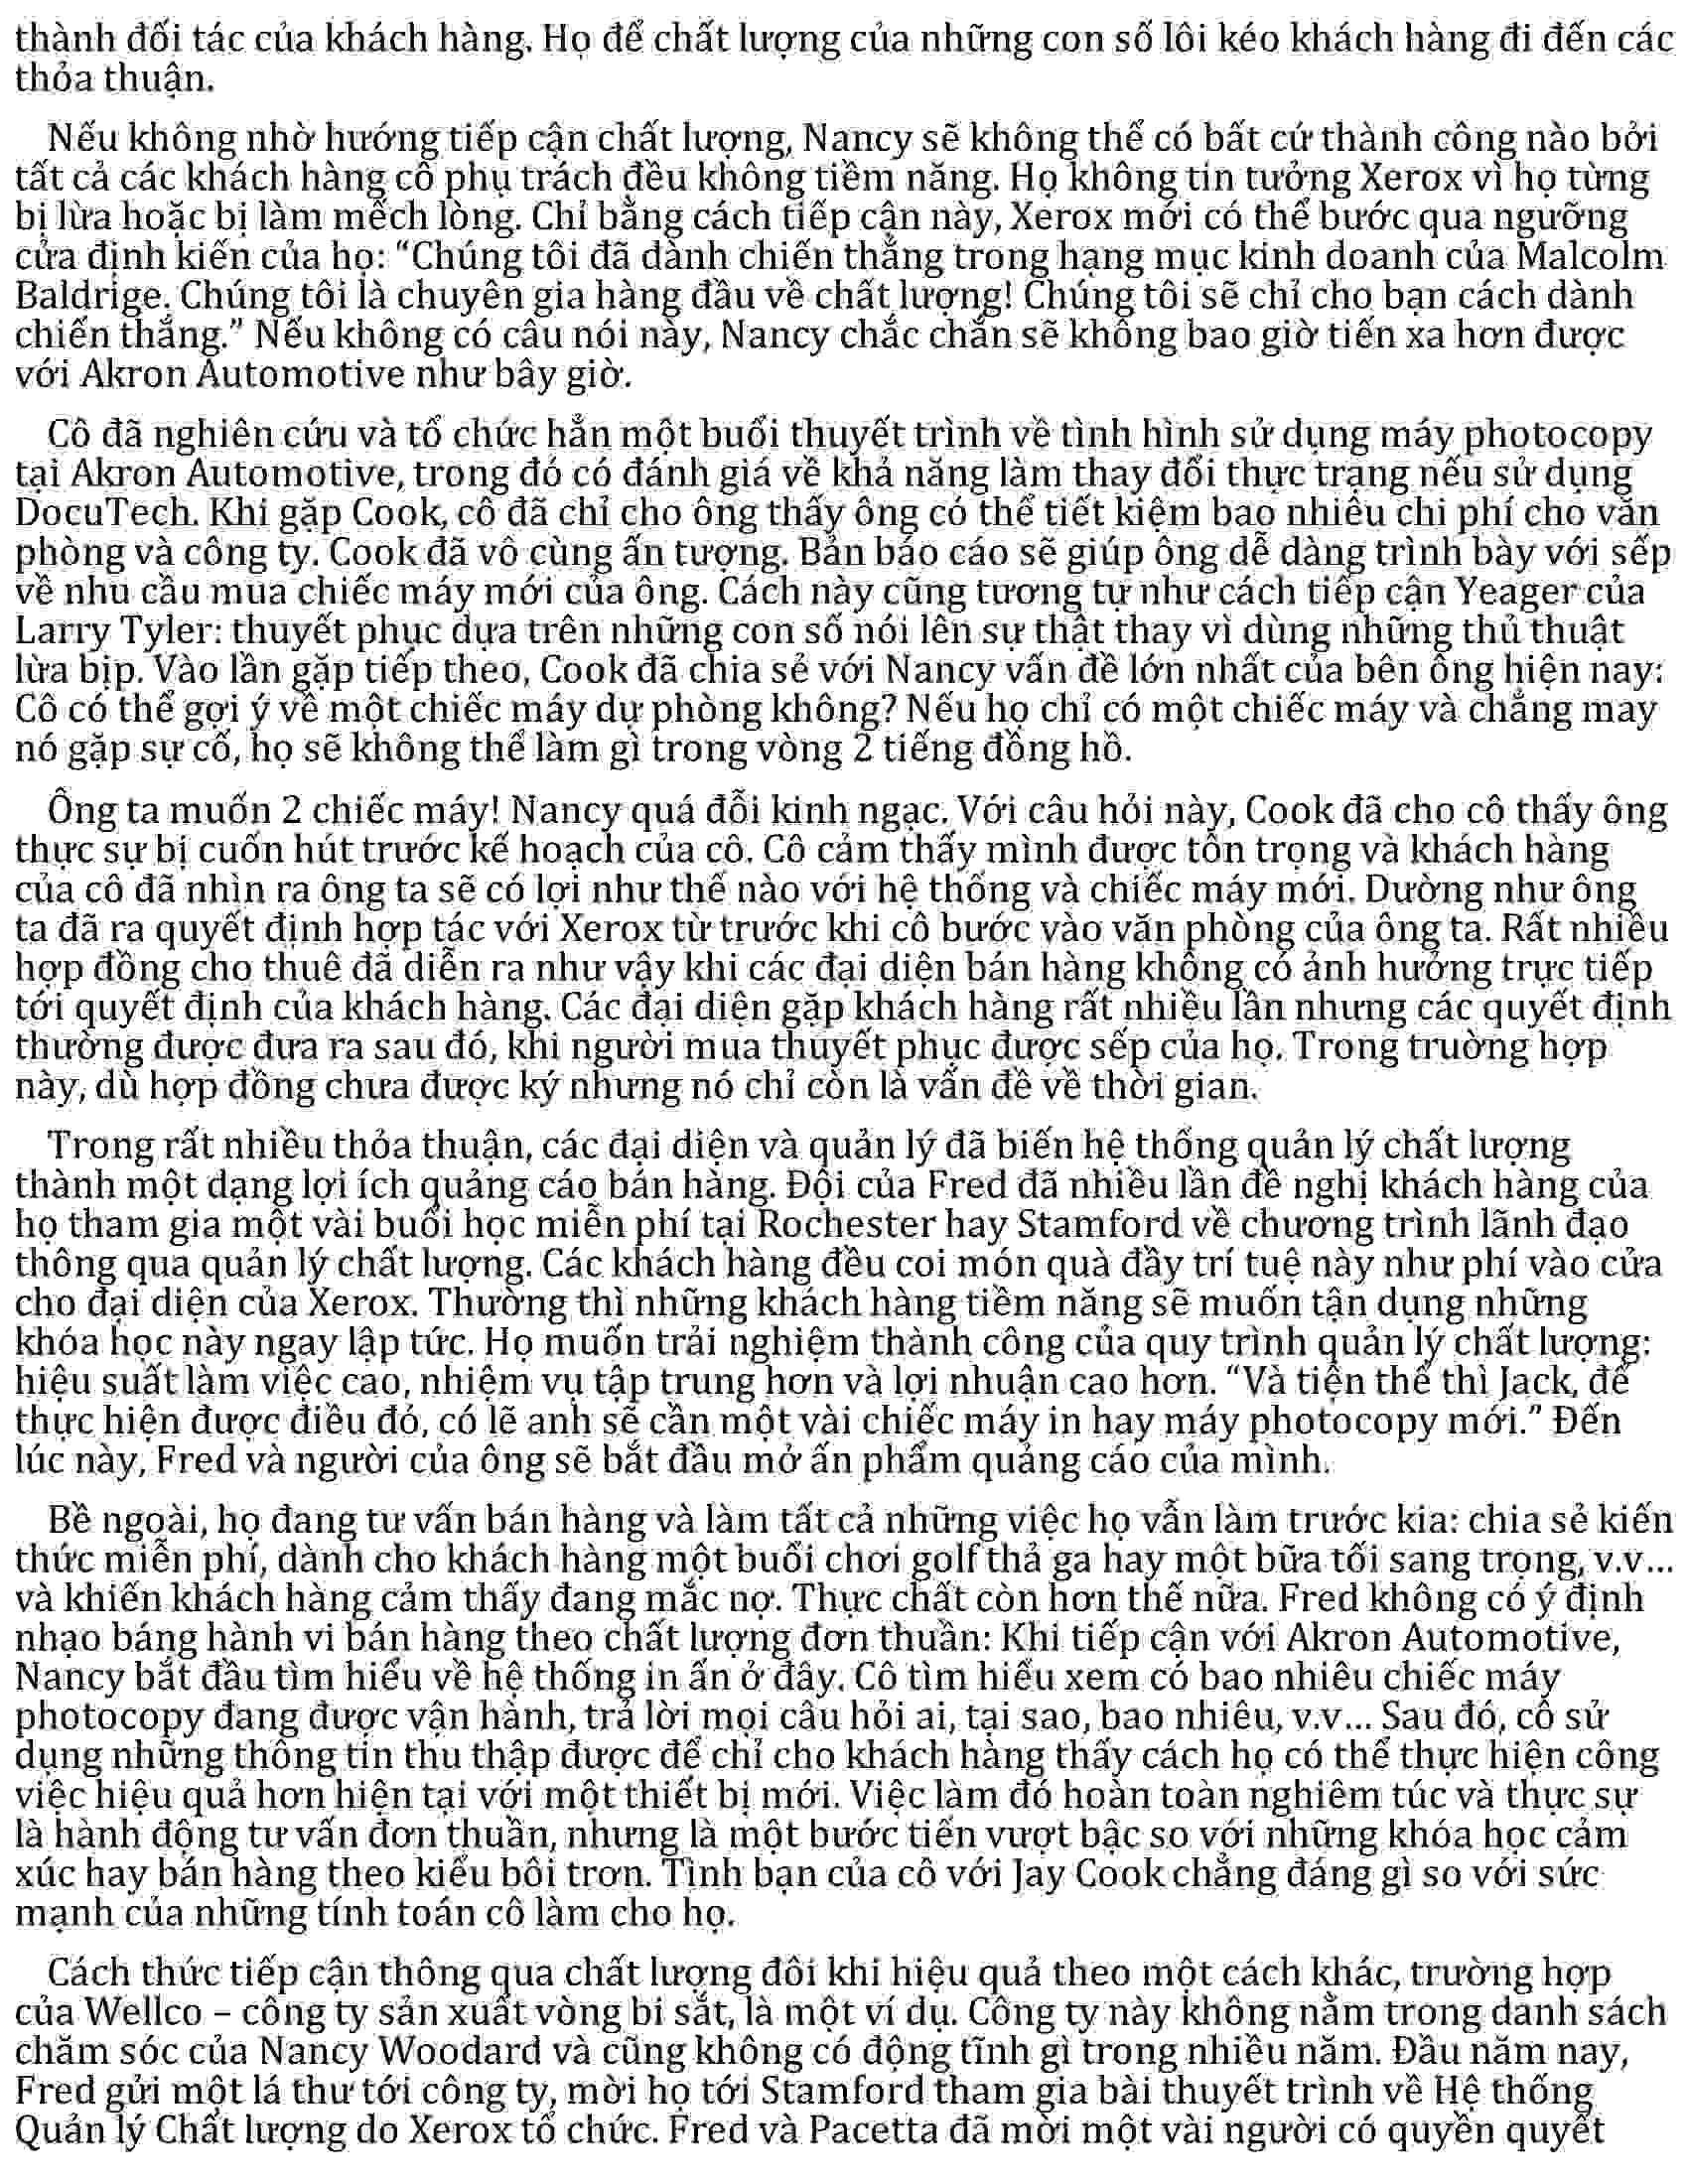 thành đối tác của khách hàng. Họ để chất lượng của những con số lôi kéo khách hàng đi đến các
thỏa thuận.
Nếu không nhờ hướng tiếp cận chất lượng, Nancy sẽ không thể có bất cứ thành công nào bởi
tất cả các khách hàng cô phụ trách đều không tiềm năng. Họ không tin tưởng Xerox vì họ từng
bị lừa hoặc bị làm mếch lòng. Chỉ bằng cách tiếp cận này, Xerox mới có thể bước qua ngưỡng
cửa định kiến của họ: “Chúng tôi đã dành chiến thắng trong hạng mục kinh doanh của Malcolm
Baldrige. Chúng tôi là chuyên gia hàng đầu về chất lượng! Chúng tôi sẽ chỉ cho bạn cách dành
chiến thắng.” Nếu không có câu nói này, Nancy chắc chắn sẽ không bao giờ tiến xa hơn được
với Akron Automotive như bây giờ.
Cô đã nghiên cứu và tổ chức hẳn một buổi thuyết trình về tình hình sử dụng máy photocopy
tại Akron Automotive, trong đó có đánh giá về khả năng làm thay đổi thực trạng nếu sử dụng
DocuTech. Khi gặp Cook, cô đã chỉ cho ông thấy ông có thể tiết kiệm bao nhiêu chi phí cho văn
phòng và công ty. Cook đã vô cùng ấn tượng. Bản báo cáo sẽ giúp ông dễ dàng trình bày với sếp
về nhu cầu mua chiếc máy mới của ông. Cách này cũng tương tự như cách tiếp cận Yeager của
Larry Tyler: thuyết phục dựa trên những con số nói lên sự thật thay vì dùng những thủ thuật
lừa bịp. Vào lần gặp tiếp theo, Cook đã chia sẻ với Nancy vấn đề lớn nhất của bên ông hiện nay:
Cô có thể gợi ý về một chiếc máy dự phòng không? Nếu họ chỉ có một chiếc máy và chẳng may
nó gặp sự cố, họ sẽ không thể làm gì trong vòng 2 tiếng đồng hồ.
Ông ta muốn 2 chiếc máy! Nancy quá đỗi kinh ngạc. Với câu hỏi này, Cook đã cho cô thấy ông
thực sự bị cuốn hút trước kế hoạch của cô. Cô cảm thấy mình được tôn trọng và khách hàng
của cô đã nhìn ra ông ta sẽ có lợi như thế nào với hệ thống và chiếc máy mới. Dường như ông
ta đã ra quyết định hợp tác với Xerox từ trước khi cô bước vào văn phòng của ông ta. Rất nhiều
hợp đồng cho thuê đã diễn ra như vậy khi các đại diện bán hàng không có ảnh hưởng trực tiếp
tới quyết định của khách hàng. Các đại diện gặp khách hàng rất nhiều lần nhưng các quyết định
thường được đưa ra sau đó, khi người mua thuyết phục được sếp của họ. Trong truờng hợp
này, dù hợp đồng chưa được ký nhưng nó chỉ còn là vấn đề về thời gian.
Trong rất nhiều thỏa thuận, các đại diện và quản lý đã biến hệ thống quản lý chất lượng
thành một dạng lợi ích quảng cáo bán hàng. Đội của Fred đã nhiều lần đề nghị khách hàng của
họ tham gia một vài buổi học miễn phí tại Rochester hay Stamford về chương trình lãnh đạo
thông qua quản lý chất lượng. Các khách hàng đều coi món quà đầy trí tuệ này như phí vào cửa
cho đại diện của Xerox. Thường thì những khách hàng tiềm năng sẽ muốn tận dụng những
khóa học này ngay lập tức. Họ muốn trải nghiệm thành công của quy trình quản lý chất lượng:
hiệu suất làm việc cao, nhiệm vụ tập trung hơn và lợi nhuận cao hơn. “Và tiện thể thì Jack, để
thực hiện được điều đó, có lẽ anh sẽ cần một vài chiếc máy in hay máy photocopy mới.” Đến
lúc này, Fred và người của ông sẽ bắt đầu mở ấn phẩm quảng cáo của mình.
Bề ngoài, họ đang tư vấn bán hàng và làm tất cả những việc họ vẫn làm trước kia: chia sẻ kiến
thức miễn phí, dành cho khách hàng một buổi chơi golf thả ga hay một bữa tối sang trọng, v.v...
và khiến khách hàng cảm thấy đang mắc nợ. Thực chất còn hơn thế nữa. Fred không có ý định
nhạo báng hành vi bán hàng theo chất lượng đơn thuần: Khi tiếp cận với Akron Automotive,
Nancy bắt đầu tìm hiểu về hệ thống in ấn ở đây. Cô tìm hiểu xem có bao nhiêu chiếc máy
photocopy đang được vận hành, trả lời mọi câu hỏi ai, tại sao, bao nhiêu, v.v... Sau đó, cô sử
dụng những thông tin thu thập được để chỉ cho khách hàng thấy cách họ có thể thực hiện công
việc hiệu quả hơn hiện tại với một thiết bị mới. Việc làm đó hoàn toàn nghiêm túc và thực sự
là hành động tư vấn đơn thuần, nhưng là một bước tiến vượt bậc so với những khóa học cảm
xúc hay bán hàng theo kiểu bôi trơn. Tình bạn của cô với Jay Cook chẳng đáng gì so với sức
mạnh của những tính toán cô làm cho họ.
Cách thức tiếp cận thông qua chất lượng đôi khi hiệu quả theo một cách khác, trường hợp
của Wellco – công ty sản xuất vòng bi sắt, là một ví dụ. Công ty này không nằm trong danh sách
chăm sóc của Nancy Woodard và cũng không có động tĩnh gì trong nhiều năm. Đầu năm nay,
Fred gửi một lá thư tới công ty, mời họ tới Stamford tham gia bài thuyết trình về Hệ thống
Quản lý Chất lượng do Xerox tổ chức. Fred và Pacetta đã mời một vài người có quyền quyết